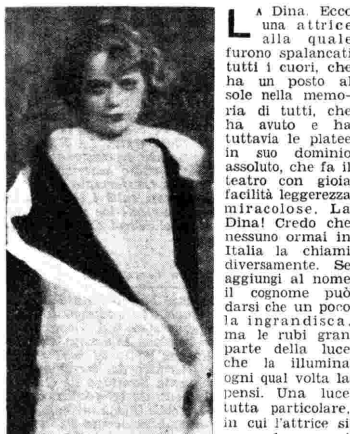 LA Dina. Ecco
una attrice
alla quale
furono spalancati
tutti i cuori, che
ha un posto al
sole nella memo-
ria di tutti, che
ha avuto e ha
tuttavia le platee
in suo dominio
assoluto, che fa il
teatro con gioia
facilità leggerezza
miracolose. La
Dina! Credo che
nessuno ormai in
Italia la chiami
diversamente. Se
aggiungi al nome
il cognome può
darsi che un poco
la ingrandisca,
ma le rubi gran
parte della luce
che la illumina
ogni qual volta la
pensi. Una luce
tutta particolare,
in cui l'attrice si